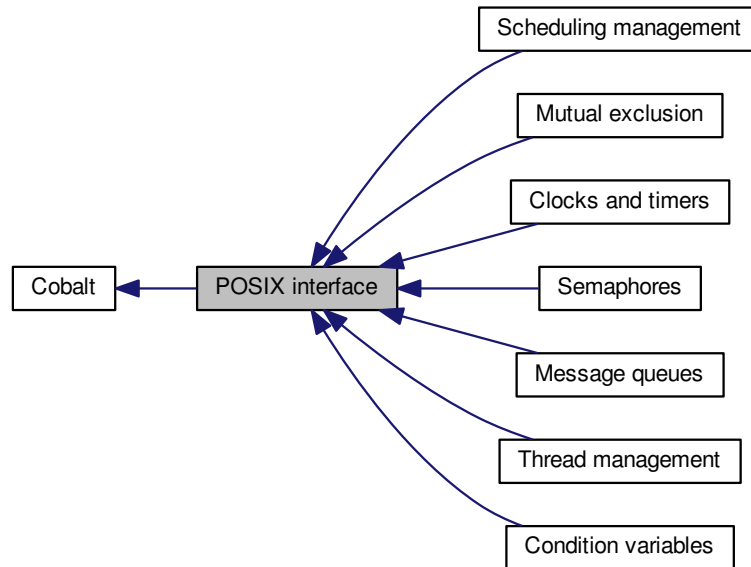 Scheduling management
Mutual exclusion
Clocks and timers
Cobalt
POSIX interface
Semaphores
Message queues
Thread management
Condition variables